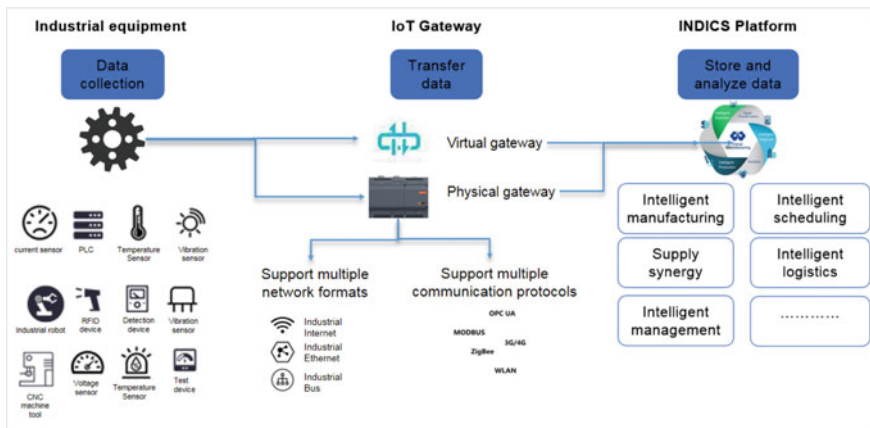 Industrial equipment
IoT Gateway
INDICS Platform
Data
collection
Transfer
data
Store and
analyze data
Virtual gateway
Physical gateway
current sensor
PLC
Temperature
Sensor
Vibration
sensor
Industrial robot
RFID
device
Detection
device
Vibration
sensor
CNC
machine
tool
Voltage
sensor
Temperature
Sensor
Test
device
Support multiple
network formats
Industrial
Internet
Industrial
Ethernet
Industrial
Bus
Support multiple
communication protocols
OPC UA
MODBUS
3G/4G
ZigBee
WLAN
Intelligent
manufacturing
Intelligent
scheduling
Supply
synergy
Intelligent
logistics
Intelligent
management
…………